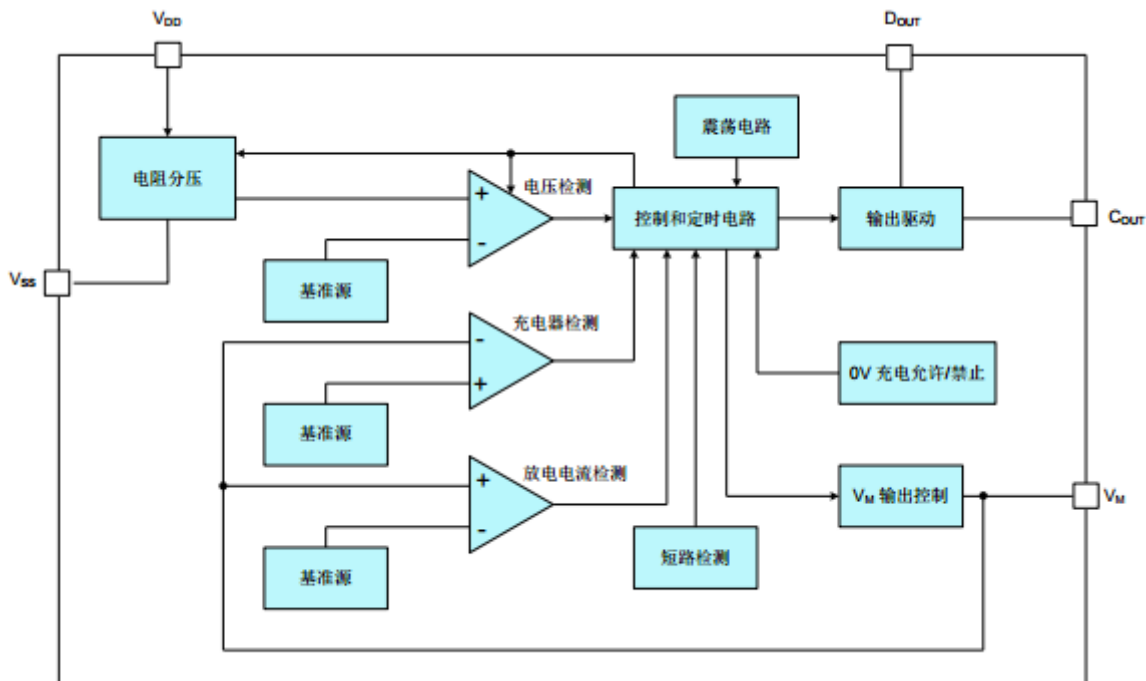 VDD
DOUT
震荡电路
电阻分压
电压检测
+
-
控制和定时电路
输出驱动
COUT
VSS
基准源
充电器检测
-
+
0V 充电允许/禁止
基准源
放电电流检测
+
-
VM 输出控制
VM
短路检测
基准源